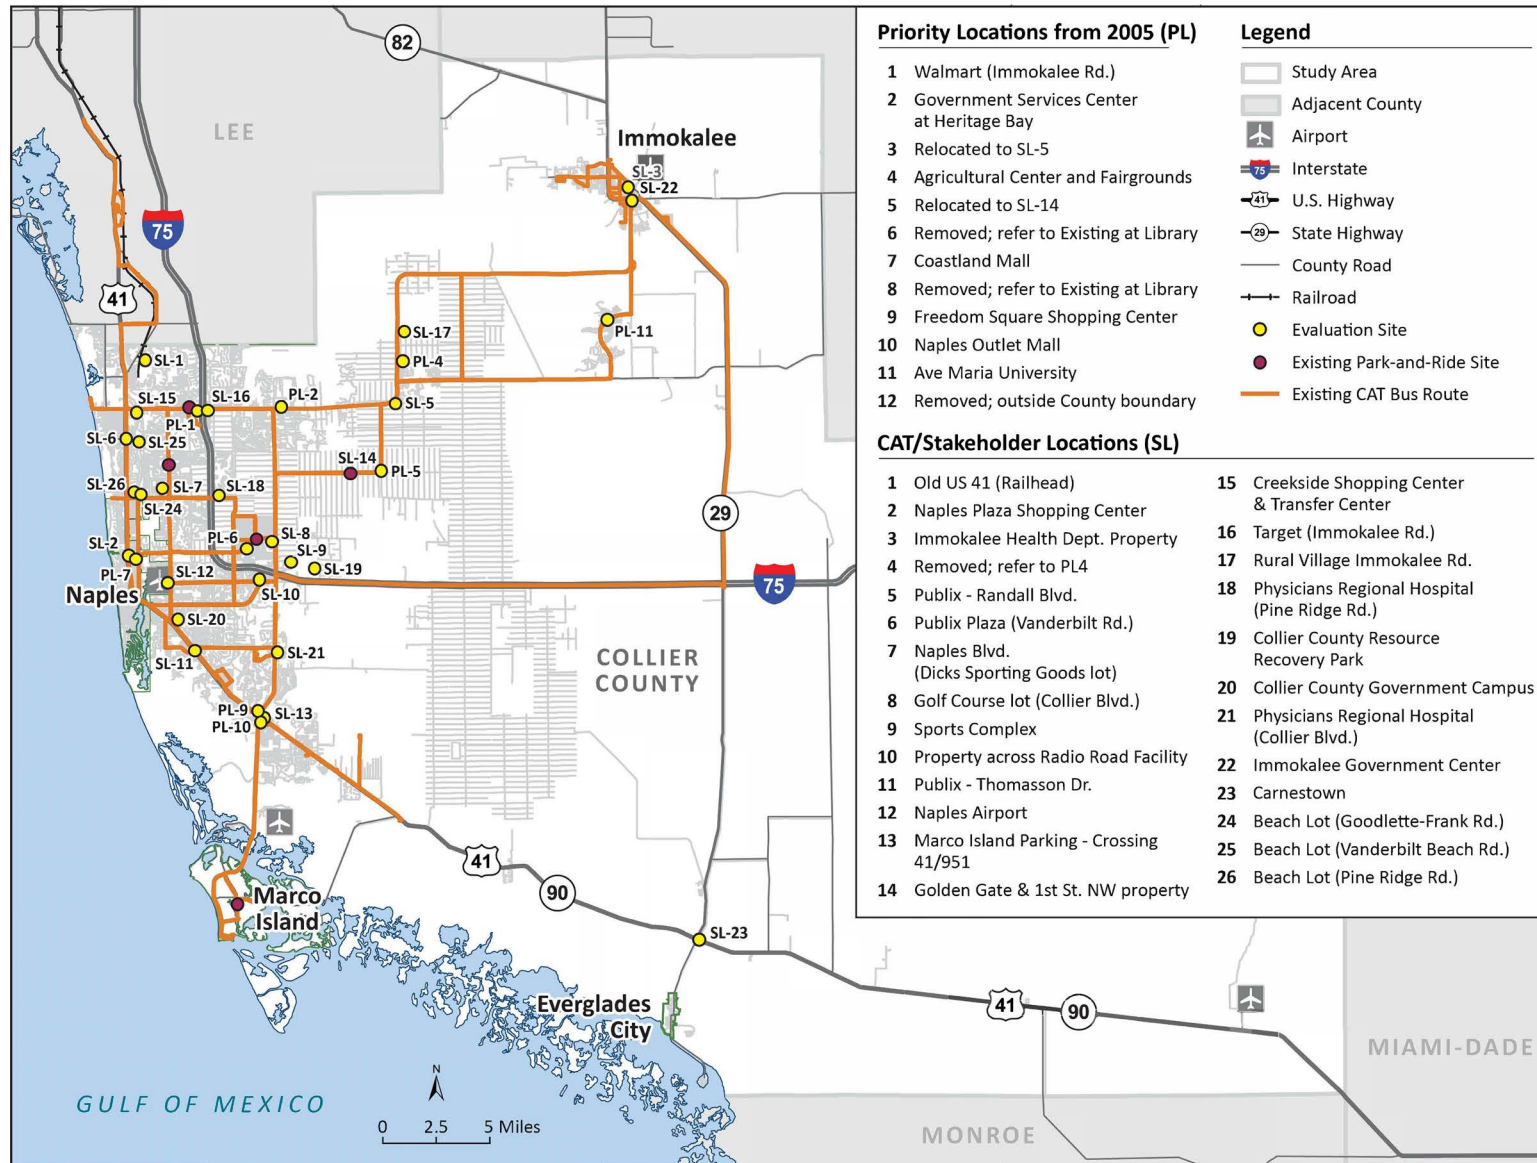 82
LEE
Immokalee
SL-3
SL-22
75
41
SL-17
PL-11
PL-4
SL-1
SL-15
SL-16
PL-2
SL-5
PL-1
SL-6
SL-25
SL-14
PL-5
SL-26
SL-7
SL-18
SL-24
29
PL-6
SL-8
SL-2
SL-9
SL-19
PL-7
SL-12
75
Naples
SL-10
SL-20
SL-11
SL-21
COLLIER
COUNTY
PL-9
SL-13
PL-10
41
90
Marco
Island
SL-23
Everglades
City
41
90
MIAMI-DADE
MONROE
GULF OF MEXICO
N
0 2.5 5 Miles
Priority Locations from 2005 (PL)
1 Walmart (Immokalee Rd.)
2 Government Services Center
at Heritage Bay
3 Relocated to SL-5
4 Agricultural Center and Fairgrounds
5 Relocated to SL-14
6 Removed; refer to Existing at Library
7 Coastland Mall
8 Removed; refer to Existing at Library
9 Freedom Square Shopping Center
10 Naples Outlet Mall
11 Ave Maria University
12 Removed; outside County boundary
Legend
Study Area
Adjacent County
Airport
75 Interstate
41 U.S. Highway
29 State Highway
County Road
Railroad
Evaluation Site
Existing Park-and-Ride Site
Existing CAT Bus Route
CAT/Stakeholder Locations (SL)
1 Old US 41 (Railhead)
2 Naples Plaza Shopping Center
3 Immokalee Health Dept. Property
4 Removed; refer to PL4
5 Publix - Randall Blvd.
6 Publix Plaza (Vanderbilt Rd.)
7 Naples Blvd.
(Dicks Sporting Goods lot)
8 Golf Course lot (Collier Blvd.)
9 Sports Complex
10 Property across Radio Road Facility
11 Publix - Thomasson Dr.
12 Naples Airport
13 Marco Island Parking - Crossing
41/951
14 Golden Gate & 1st St. NW property
15 Creekside Shopping Center
& Transfer Center
16 Target (Immokalee Rd.)
17 Rural Village Immokalee Rd.
18 Physicians Regional Hospital
(Pine Ridge Rd.)
19 Collier County Resource
Recovery Park
20 Collier County Government Campus
21 Physicians Regional Hospital
(Collier Blvd.)
22 Immokalee Government Center
23 Carnestown
24 Beach Lot (Goodlette-Frank Rd.)
25 Beach Lot (Vanderbilt Beach Rd.)
26 Beach Lot (Pine Ridge Rd.)